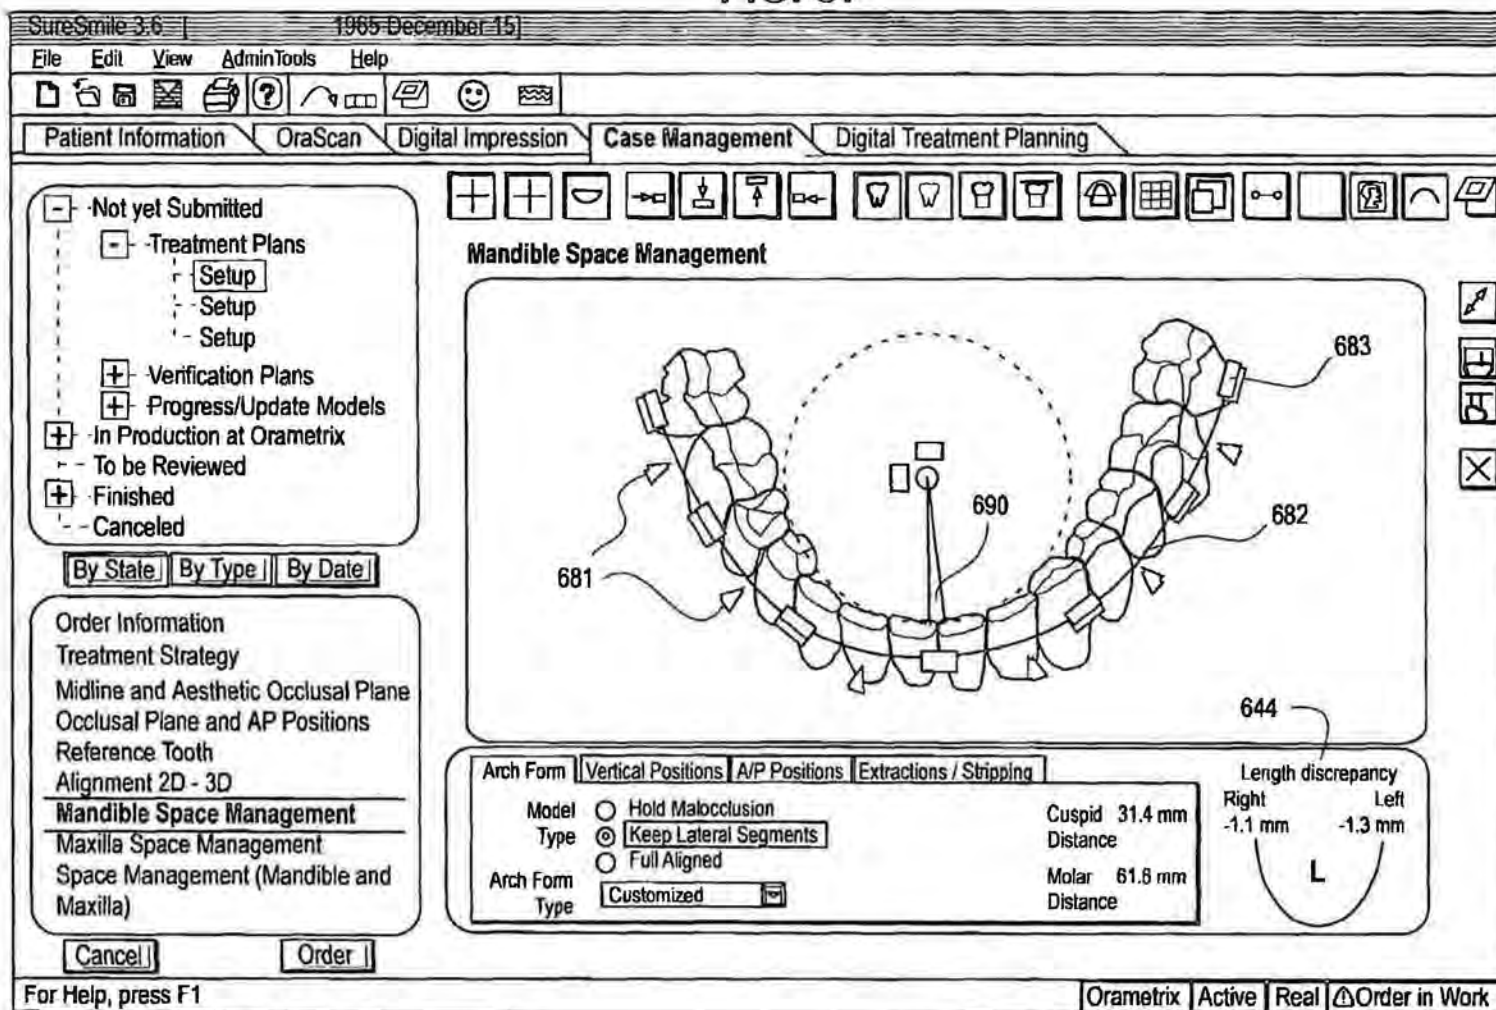 SureSmile 3.6 [ 1965 December 15]
File Edit View AdminTools Help
Patient Information OraScan Digital Impression Case Management Digital Treatment Planning
Not yet Submitted
Treatment Plans
Setup
Setup
Setup
Verification Plans
Progress/Update Models
In Production at Orametrix
To be Reviewed
Finished
Canceled
By State By Type By Date
Order Information
Treatment Strategy
Midline and Aesthetic Occlusal Plane
Occlusal Plane and AP Positions
Reference Tooth
Alignment 2D - 3D
Mandible Space Management
Maxilla Space Management
Space Management (Mandible and
Maxilla)
Cancel Order
Mandible Space Management
683
690
682
681
644
Arch Form Vertical Positions A/P Positions Extractions / Stripping
Model
Type
Hold Malocclusion
Keep Lateral Segments
Full Aligned
Arch Form
Type
Customized
Cuspid 31.4 mm
Distance
Molar 61.6 mm
Distance
Length discrepancy
Right Left
-1.1 mm -1.3 mm
L
For Help, press F1
Orametrix Active Real Order in Work